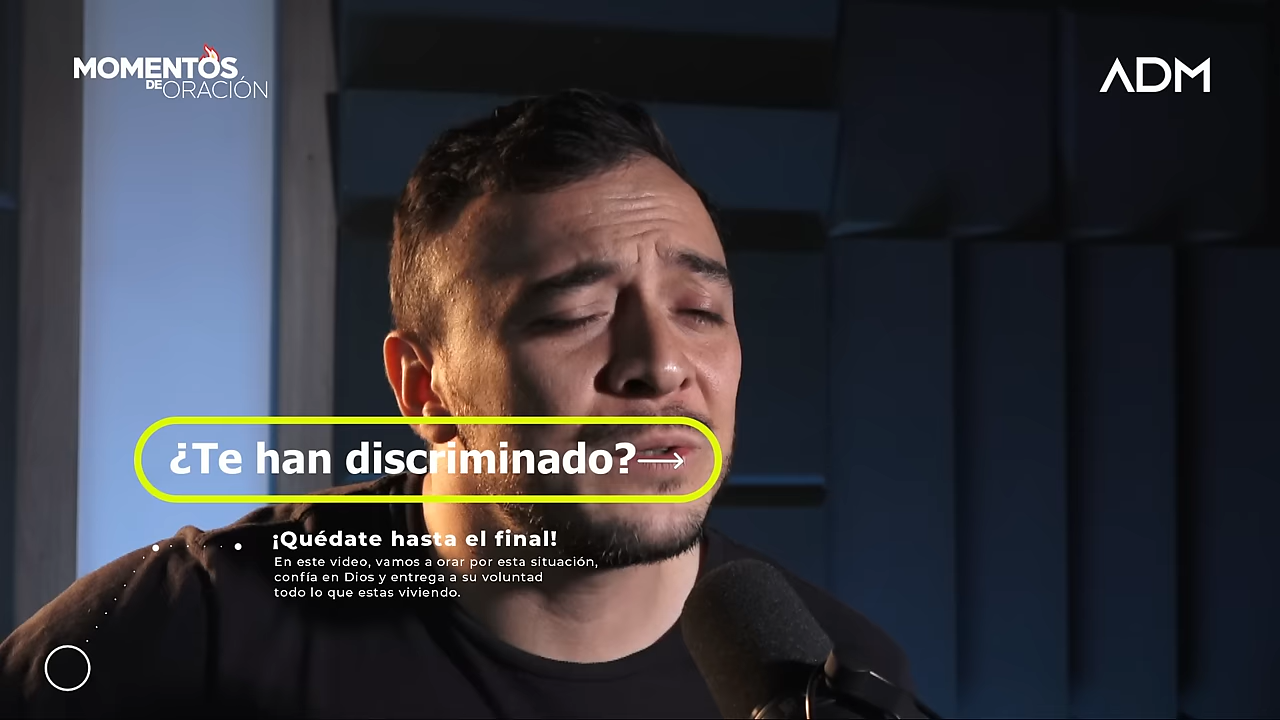 MOMENTOS
DE ORACIÓN
ADM
¿Te han discriminado?→
¡Quédate hasta el final!
En este video, vamos a orar por esta situación,
confía en Dios y entrega a su voluntad
todo lo que estas viviendo.